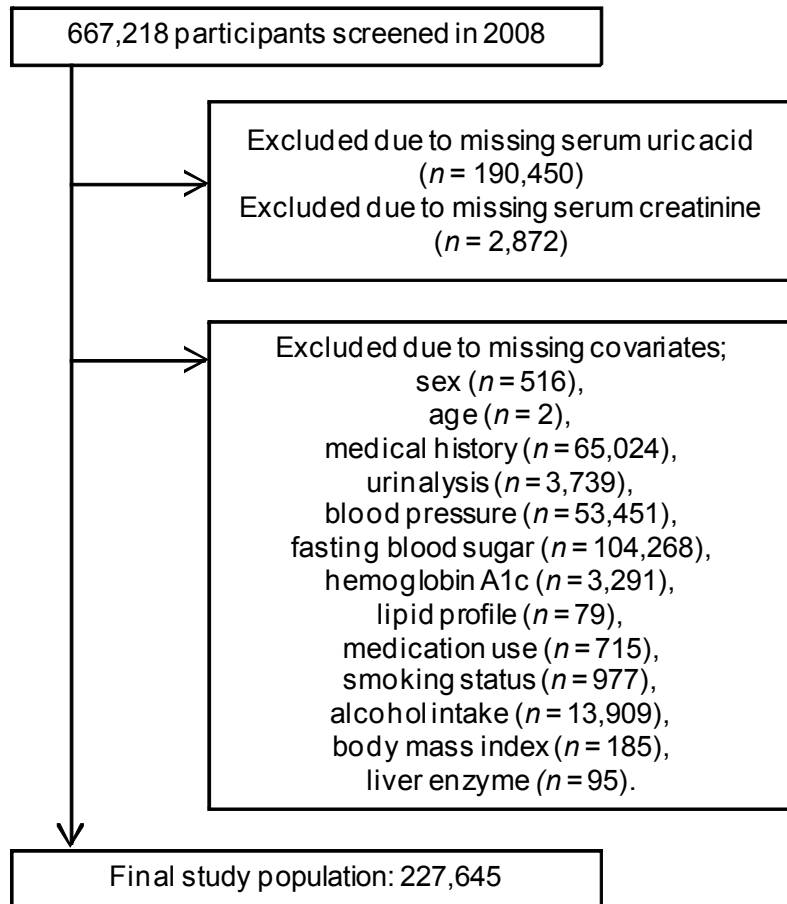 667,218 participants screened in 2008
Excluded due to missing serum uric acid
(n = 190,450)
Excluded due to missing serum creatinine
(n = 2,872)
Excluded due to missing covariates;
sex (n = 516),
age (n = 2),
medical history (n = 65,024),
urinalysis (n = 3,739),
blood pressure (n = 53,451),
fasting blood sugar (n = 104,268),
hemoglobin A1c (n = 3,291),
lipid profile (n = 79),
medication use (n = 715),
smoking status (n = 977),
alcohol intake (n = 13,909),
body mass index (n = 185),
liver enzyme (n = 95).
Final study population: 227,645